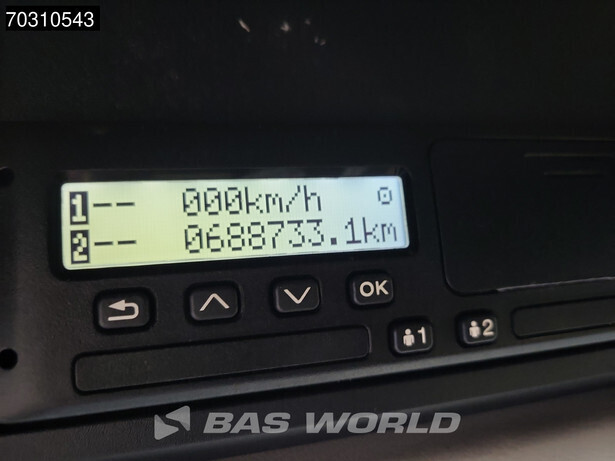 70310543
1 -- 000km/h
2 -- 0688733.1km
OK
1
2
BAS WORLD